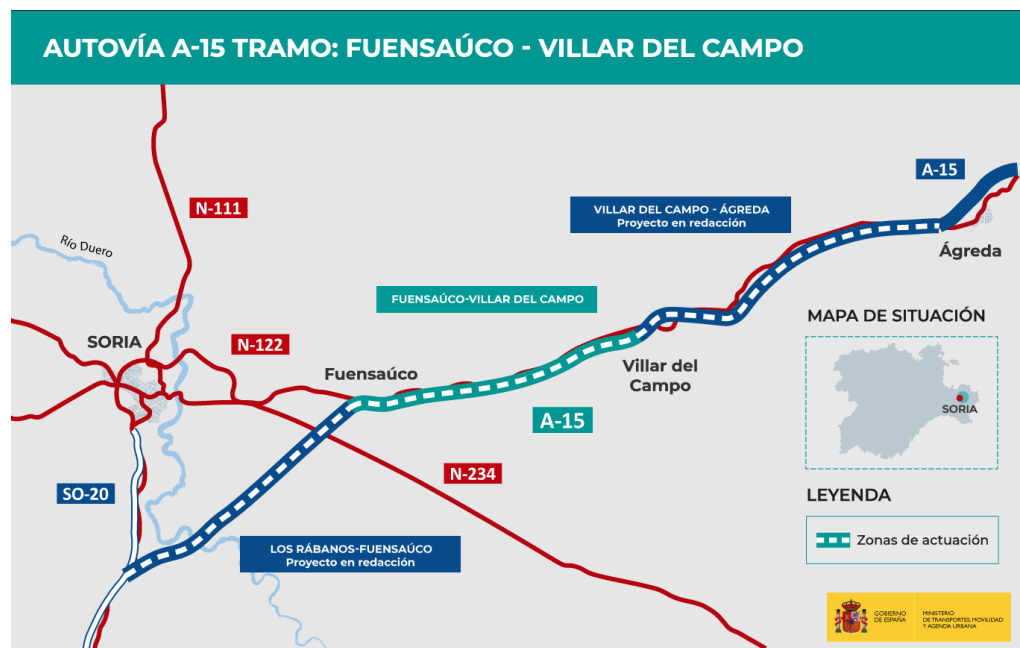 AUTOVÍA A-15 TRAMO: FUENSAÚCO - VILLAR DEL CAMPO
A-15
N-111
VILLAR DEL CAMPO - ÁGREDA
Proyecto en redacción
Río Duero
Ágreda
FUENSAÚCO-VILLAR DEL CAMPO
MAPA DE SITUACIÓN
SORIA
N-122
Fuensaúco
Villar del
Campo
SORIA
A-15
N-234
SO-20
LEYENDA
Zonas de actuación
LOS RÁBANOS-FUENSAÚCO
Proyecto en redacción
GOBIERNO
DE ESPAÑA
MINISTERIO
DE TRANSPORTES, MOVILIDAD
Y AGENDA URBANA